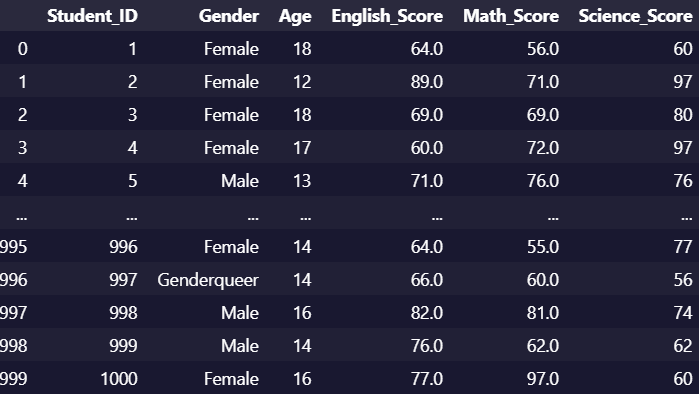 Student_ID Gender Age English_Score Math_Score Science_Score
0 1 Female 18 64.0 56.0 60
1 2 Female 12 89.0 71.0 97
2 3 Female 18 69.0 69.0 80
3 4 Female 17 60.0 72.0 97
4 5 Male 13 71.0 76.0 76
... ... ... ... ... ... ...
995 996 Female 14 64.0 55.0 77
996 997 Genderqueer 14 66.0 60.0 56
997 998 Male 16 82.0 81.0 74
998 999 Male 14 76.0 62.0 62
999 1000 Female 16 77.0 97.0 60